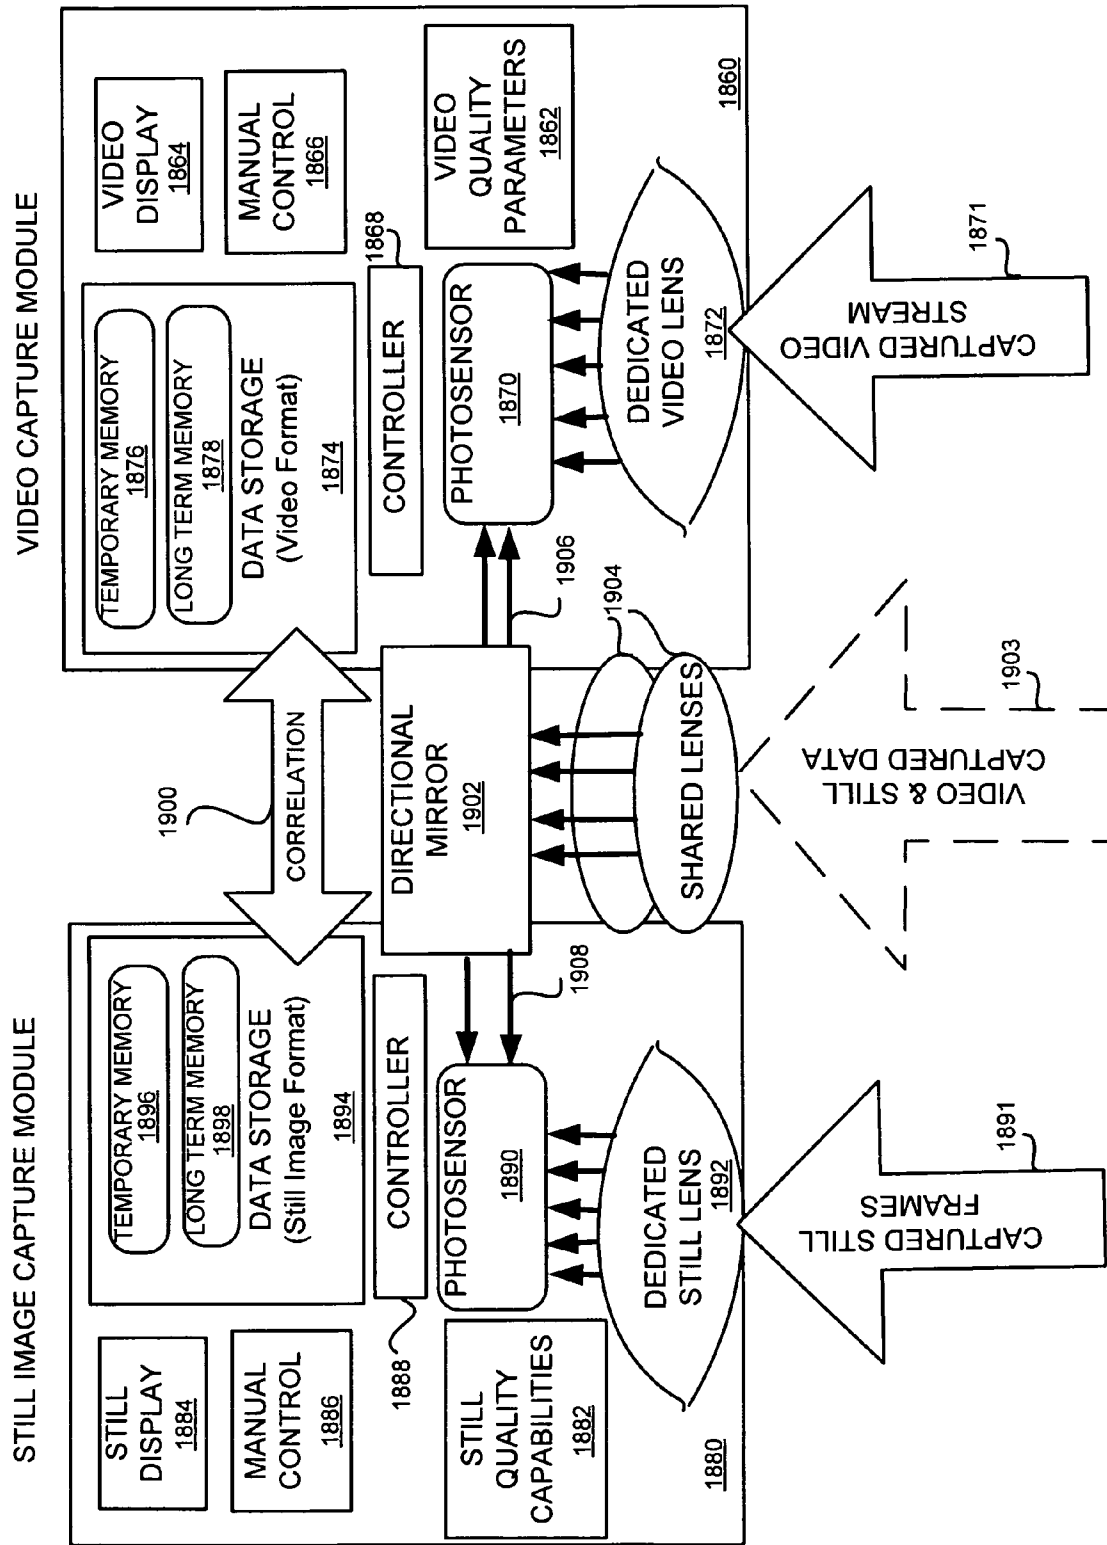 STILL IMAGE CAPTURE MODULE
STILL
DISPLAY
1884
MANUAL
CONTROL
1886
TEMPORARY MEMORY
1896
LONG TERM MEMORY
1898
DATA STORAGE
(Still Image Format)
1894
1888
CONTROLLER
STILL
QUALITY
CAPABILITIES
1882
PHOTOSENSOR
1890
DEDICATED
STILL LENS
1892
1880
CAPTURED STILL
FRAMES
1891
1900
CORRELATION
DIRECTIONAL
MIRROR
1902
1908
1906
1904
SHARED LENSES
VIDEO & STILL
CAPTURED DATA
1903
VIDEO CAPTURE MODULE
TEMPORARY MEMORY
1876
LONG TERM MEMORY
1878
DATA STORAGE
(Video Format)
1874
VIDEO
DISPLAY
1864
MANUAL
CONTROL
1866
CONTROLLER
1868
PHOTOSENSOR
1870
VIDEO
QUALITY
PARAMETERS
1862
DEDICATED
VIDEO LENS
1872
1860
CAPTURED VIDEO
STREAM
1871